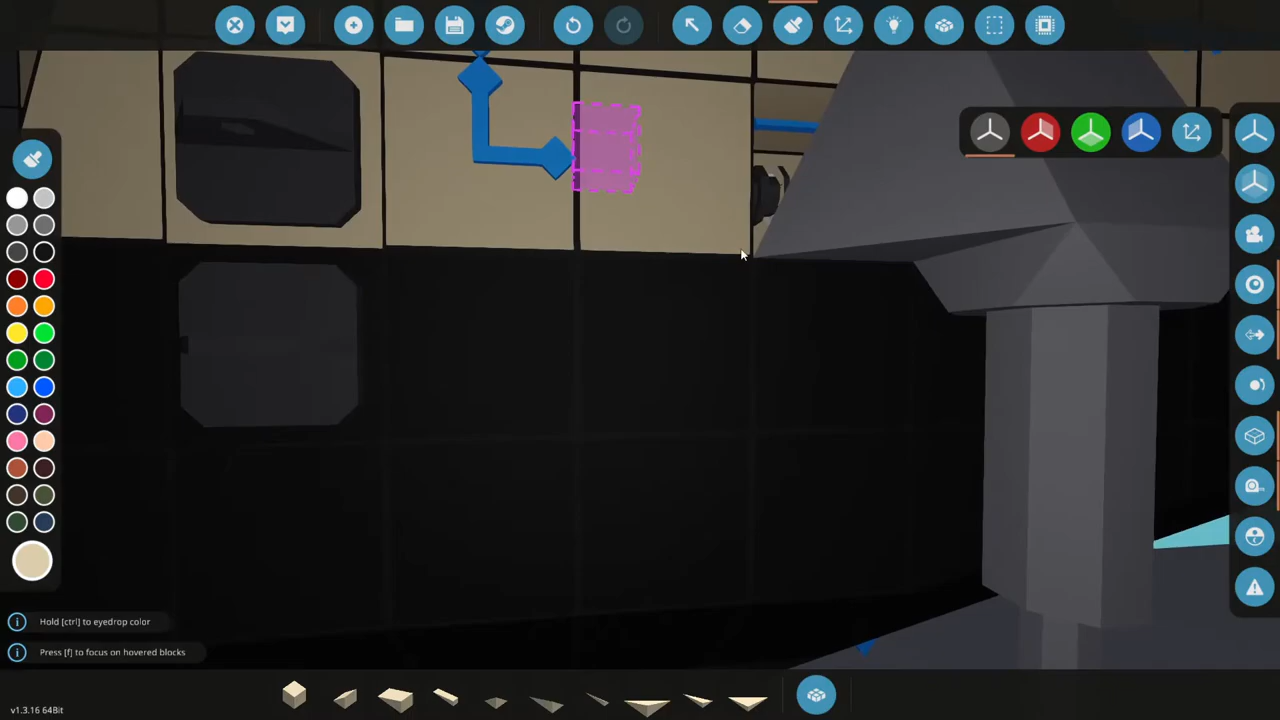 Hold [ctrl] to eyedrop color
Press [f] to focus on hovered blocks
v1.3.16 64Bit